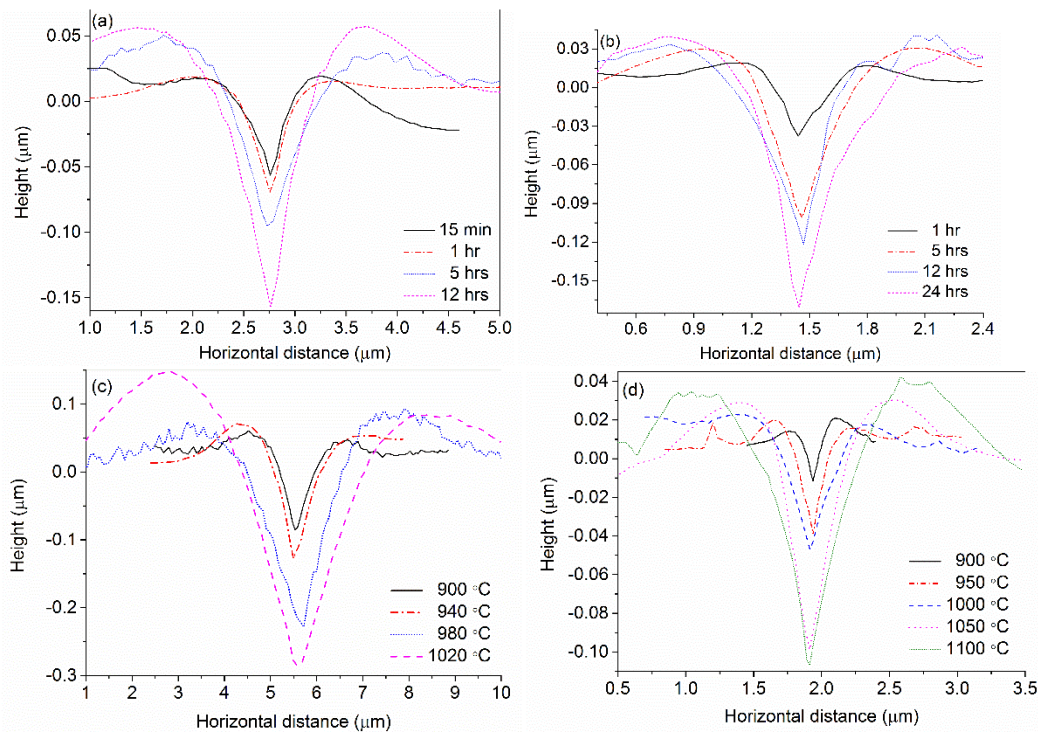 (a)
0.05
0.00
-0.05
-0.10
-0.15
Height (μm)
15 min
1 hr
5 hrs
12 hrs
1.0 1.5 2.0 2.5 3.0 3.5 4.0 4.5 5.0
Horizontal distance (μm)
(b)
0.03
0.00
-0.03
-0.06
-0.09
-0.12
-0.15
Height (μm)
1 hr
5 hrs
12 hrs
24 hrs
0.6 0.9 1.2 1.5 1.8 2.1 2.4
Horizontal distance (μm)
(c)
0.1
0.0
-0.1
-0.2
-0.3
Height (μm)
900 °C
940 °C
980 °C
1020 °C
1 2 3 4 5 6 7 8 9 10
Horizontal distance (μm)
(d)
0.04
0.02
0.00
-0.02
-0.04
-0.06
-0.08
-0.10
Height (μm)
900 °C
950 °C
1000 °C
1050 °C
1100 °C
0.5 1.0 1.5 2.0 2.5 3.0 3.5
Horizontal distance (μm)